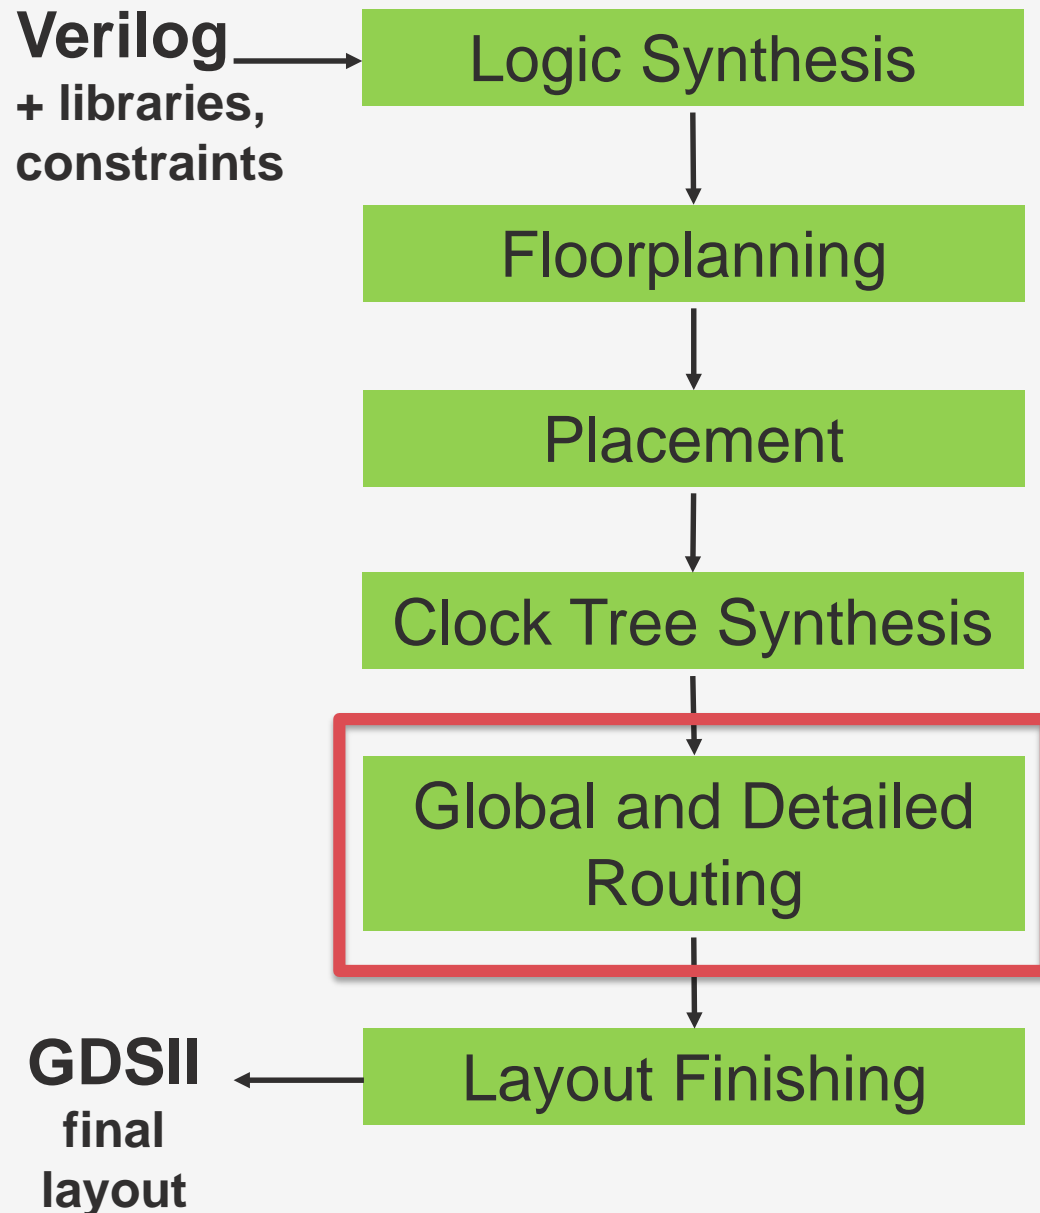 Verilog
+ libraries,
constraints
Logic Synthesis
Floorplanning
Placement
Clock Tree Synthesis
Global and Detailed
Routing
Layout Finishing
GDSII
final
layout